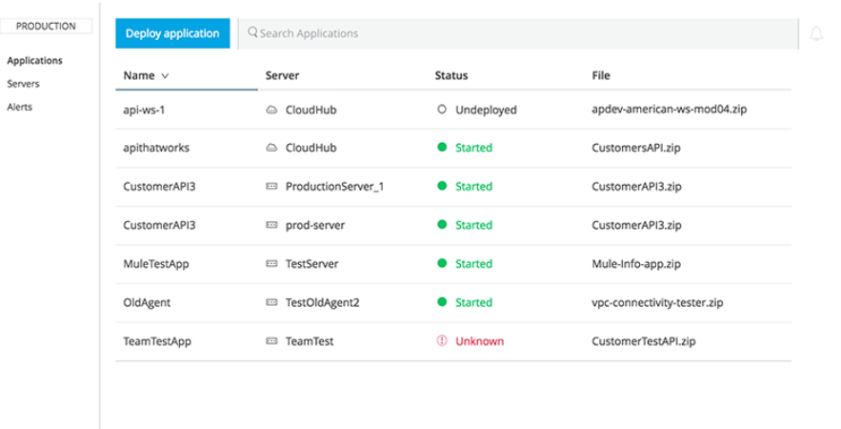 PRODUCTION
Applications
Servers
Alerts
Deploy application Search Applications
Name Server Status File
api-ws-1 CloudHub Undeployed apdev-american-ws-mod04.zip
apithatworks CloudHub Started CustomersAPI.zip
CustomerAPI3 ProductionServer_1 Started CustomerAPI3.zip
CustomerAPI3 prod-server Started CustomerAPI3.zip
MuleTestApp TestServer Started Mule-Info-app.zip
OldAgent TestOldAgent2 Started vpc-connectivity-tester.zip
TeamTestApp TeamTest Unknown CustomerTestAPI.zip